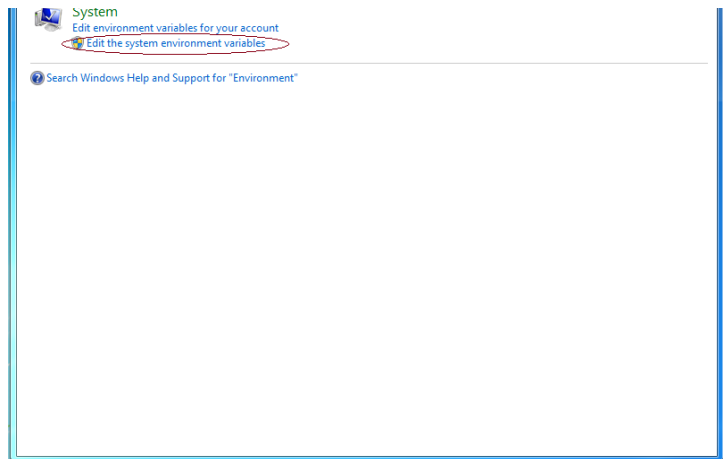 System
Edit environment variables for your account
Edit the system environment variables
Search Windows Help and Support for "Environment"